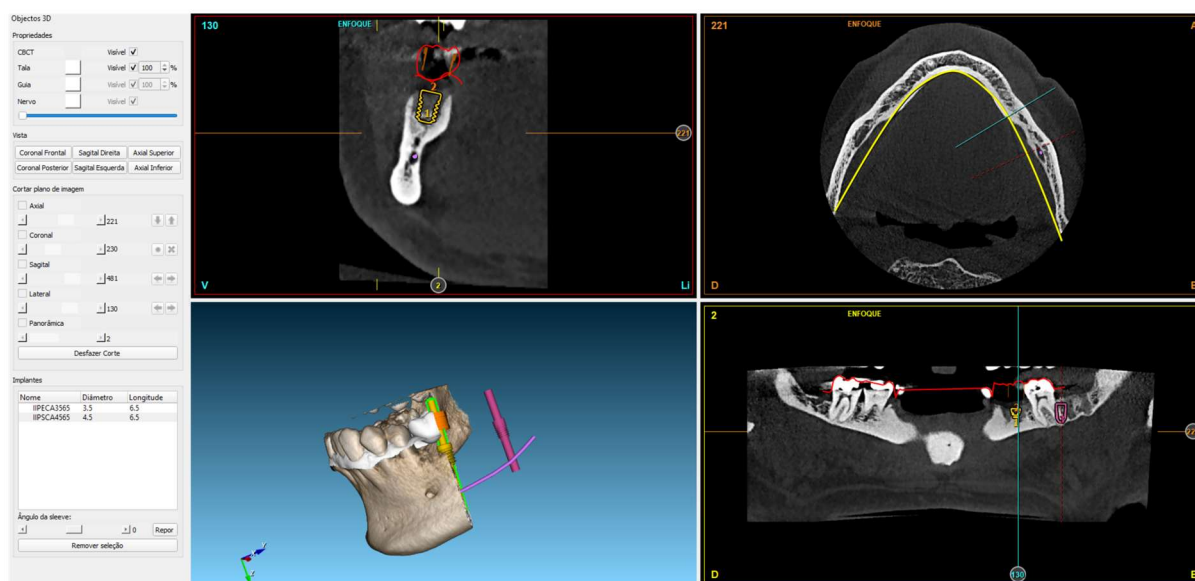 Objectos 3D
Propriedades
CBCT Visível
Tala Visível 100 %
Guia Visível 100 %
Nervo Visível
Vista
Coronal Frontal Sagital Direita Axial Superior
Coronal Posterior Sagital Esquerda Axial Inferior
Cortar plano de imagem
Axial
221
Coronal
230
Sagital
481
Lateral
130
Panorâmica
2
Desfazer Corte
Implantes
Nome Diâmetro Longitude
IIPECA3565 3.5 6.5
IIPSCA4565 4.5 6.5
Ângulo da sleeve:
0 Repor
Remover seleção
130 ENFOQUE
221
V 2 Li
221 ENFOQUE
D
2 ENFOQUE
D 130